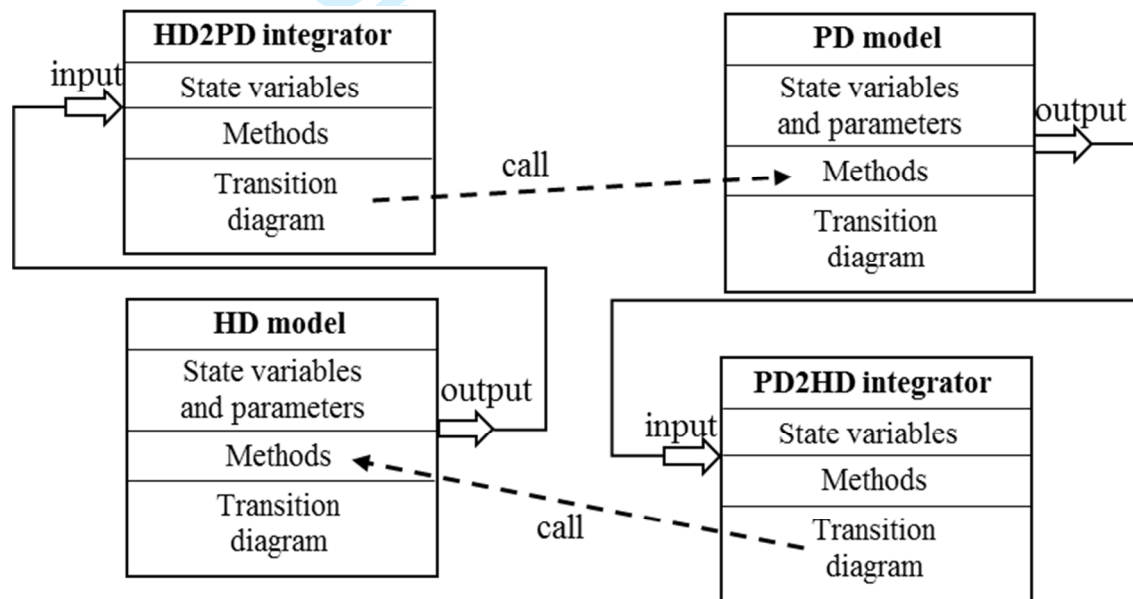 HD2PD integrator
State variables
Methods
Transition
diagram
input
call
PD model
State variables
and parameters
Methods
Transition
diagram
output
HD model
State variables
and parameters
Methods
Transition
diagram
output
call
PD2HD integrator
State variables
Methods
Transition
diagram
input